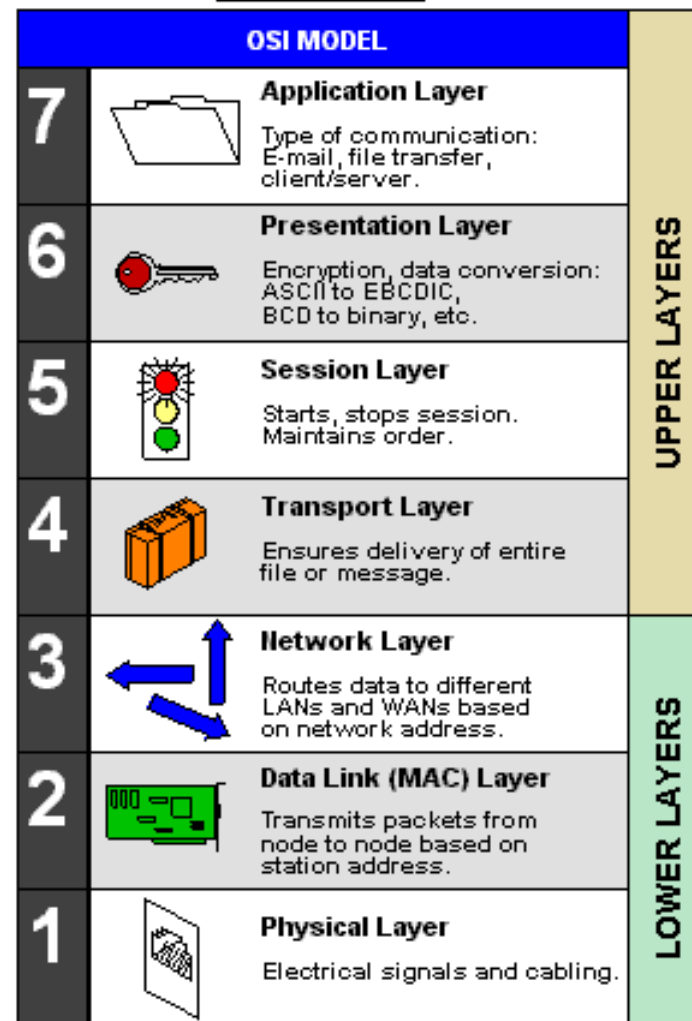 OSI MODEL
7
Application Layer
Type of communication:
E-mail, file transfer,
client/server.
6
Presentation Layer
Encryption, data conversion:
ASCII to EBCDIC,
BCD to binary, etc.
5
Session Layer
Starts, stops session.
Maintains order.
4
Transport Layer
Ensures delivery of entire
file or message.
UPPER LAYERS
3
Network Layer
Routes data to different
LANs and WANs based
on network address.
2
Data Link (MAC) Layer
Transmits packets from
node to node based on
station address.
1
Physical Layer
Electrical signals and cabling.
LOWER LAYERS